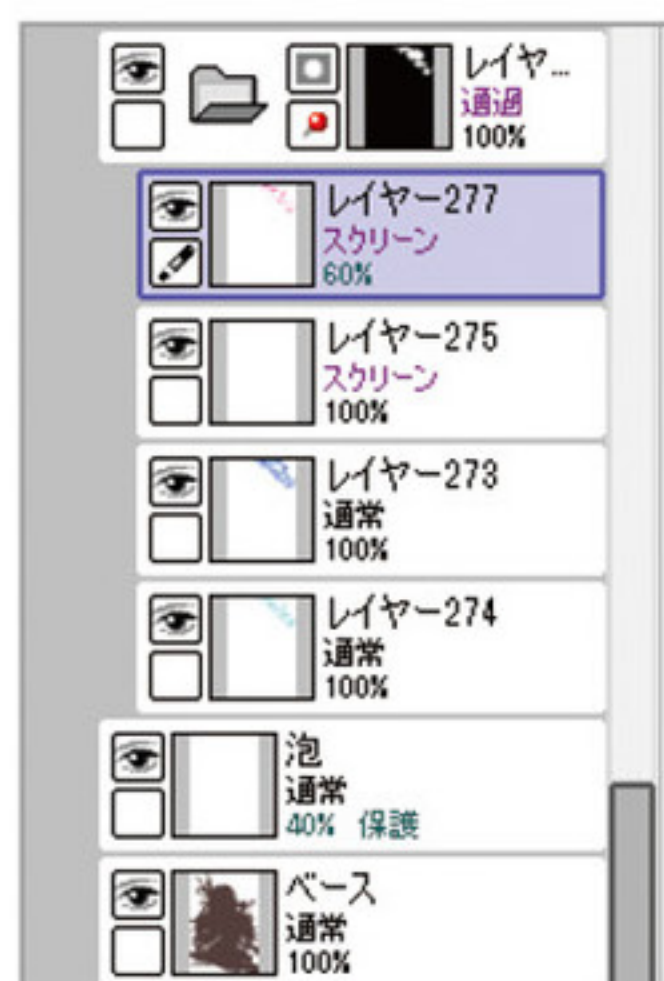 レイヤ...
通過
100%
レイヤー277
スクリーン
60%
レイヤー275
スクリーン
100%
レイヤー273
通常
100%
レイヤー274
通常
100%
泡
通常
40% 保護
ベース
通常
100%